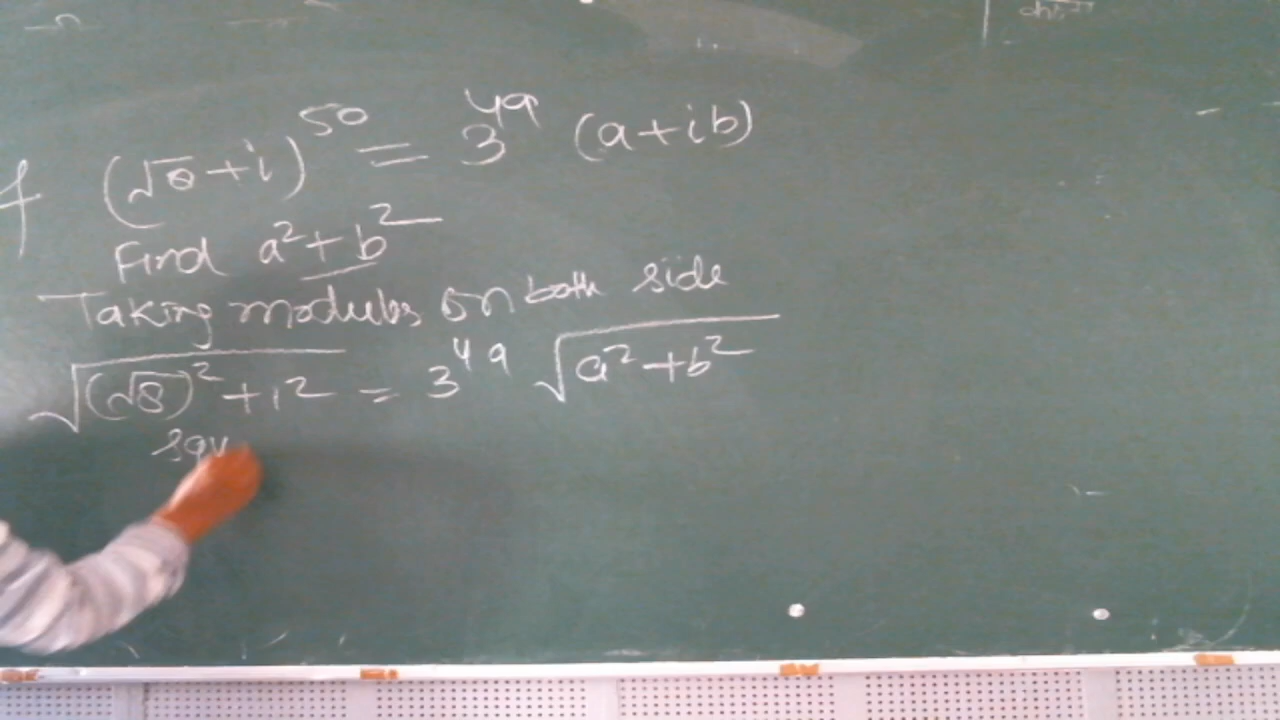 f (√8+i)^50 = 3^49 (a+ib)
Find a²+b²
Taking modulus on both side
√((√8)²+1²) = 3^49 √(a²+b²)
squ